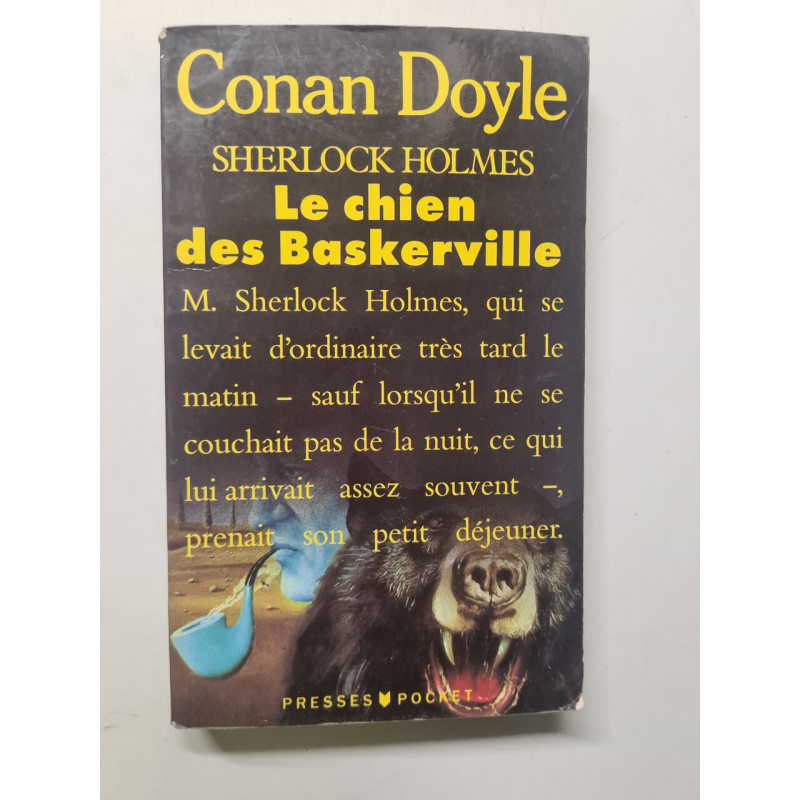 Conan Doyle
SHERLOCK HOLMES
Le chien
des Baskerville
M. Sherlock Holmes, qui se
levait d'ordinaire très tard le
matin – sauf lorsqu'il ne se
couchait pas de la nuit, ce qui
lui arrivait assez souvent –,
prenait son petit déjeuner.
PRESSES POCKET